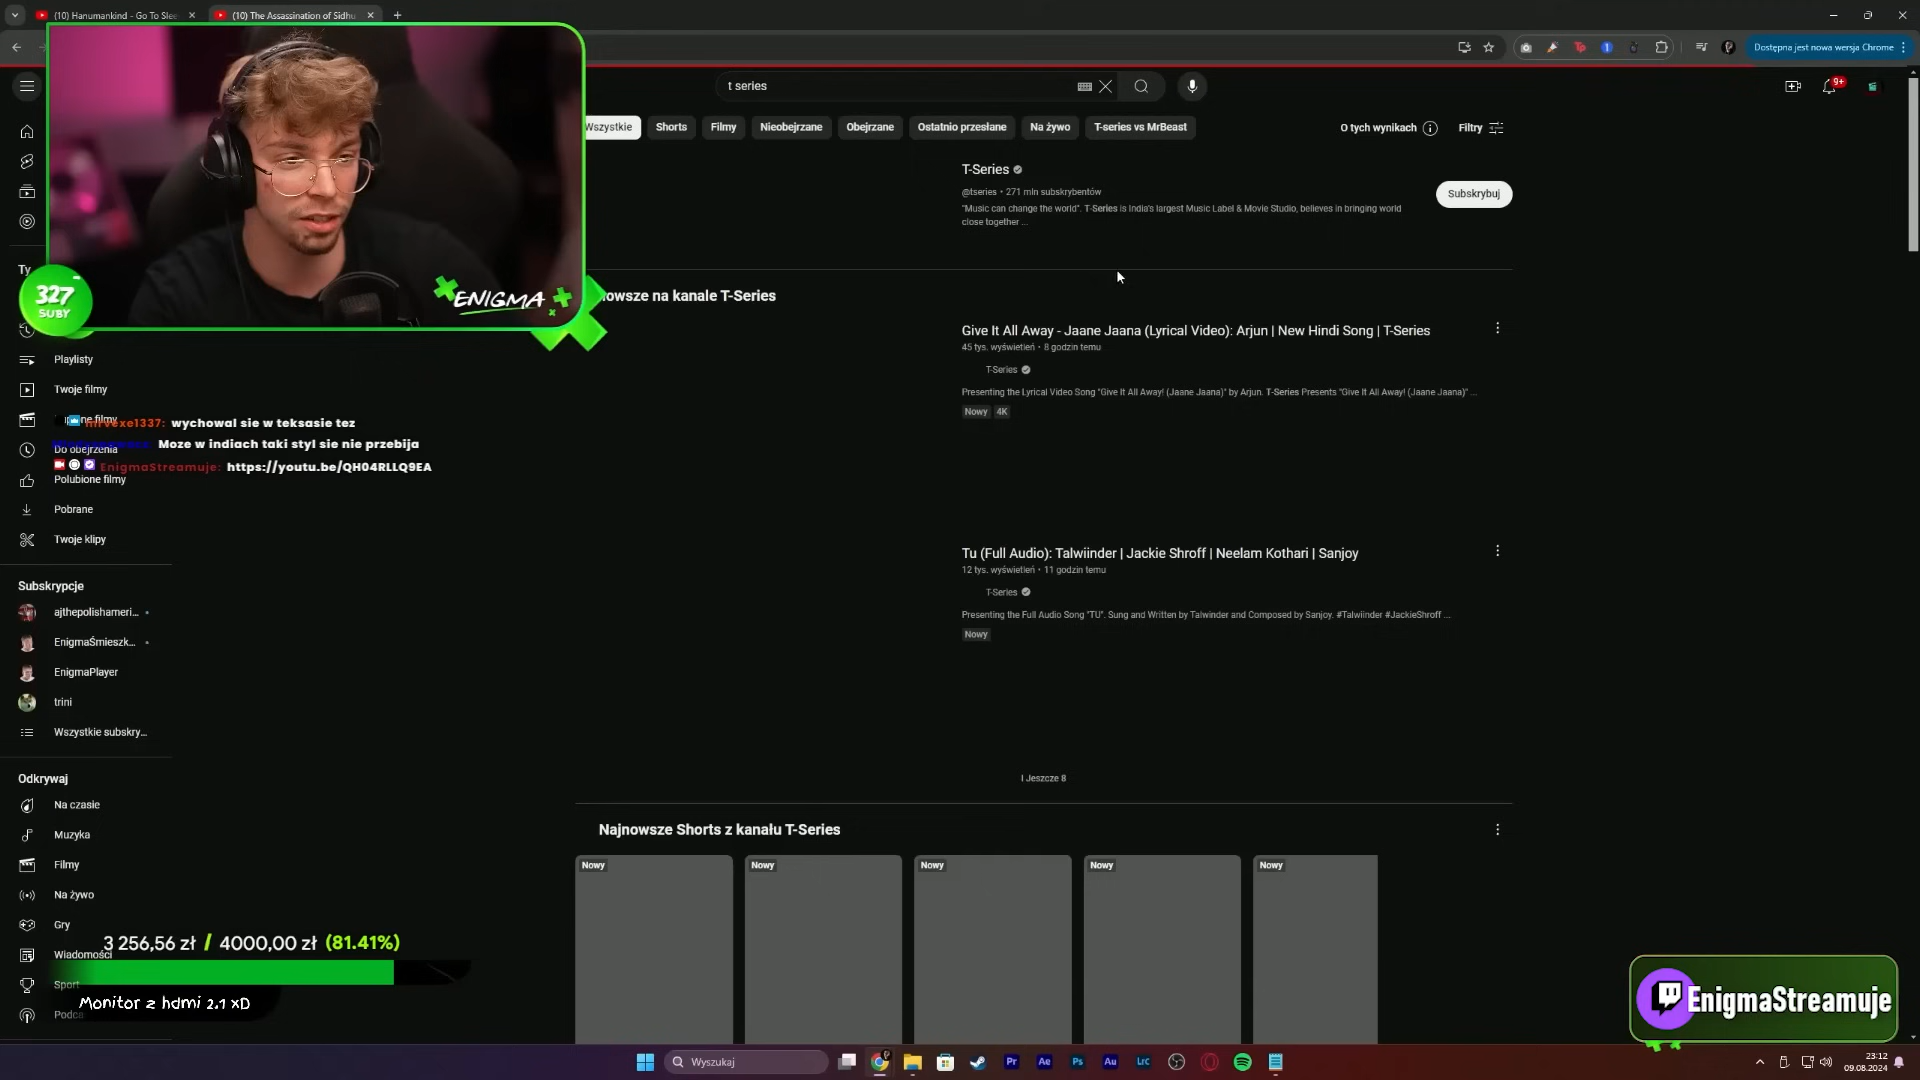 (10) Hanumankind - Go To Slee
(10) The Assassination of Sidhu
Dostępna jest nowa wersja Chrome
t series
9+
Wszystkie
Shorts
Filmy
Nieobejrzane
Obejrzane
Ostatnio przesłane
Na żywo
T-series vs MrBeast
O tych wynikach
Filtry
T-Series
@tseries • 271 mln subskrybentów
"Music can change the world". T-Series is India's largest Music Label & Movie Studio, believes in bringing world
close together ...
Subskrybuj
Ty
327
SUBY
ENIGMA
owsze na kanale T-Series
Give It All Away - Jaane Jaana (Lyrical Video): Arjun | New Hindi Song | T-Series
45 tys. wyświetleń • 8 godzin temu
T-Series
Presenting the Lyrical Video Song "Give It All Away! (Jaane Jaana)" by Arjun. T-Series Presents "Give It All Away! (Jaane Jaana)" ...
Nowy 4K
Playlisty
Twoje filmy
wychowal sie w teksasie tez
Moze w indiach taki styl sie nie przebija
Do obejrzenia
EnigmaStreamuje: https://youtu.be/QH04RLLQ9EA
Polubione filmy
Pobrane
Twoje klipy
Tu (Full Audio): Talwiinder | Jackie Shroff | Neelam Kothari | Sanjoy
12 tys. wyświetleń • 11 godzin temu
T-Series
Presenting the Full Audio Song "TU". Sung and Written by Talwinder and Composed by Sanjoy. #Talwiinder #JackieShroff ...
Nowy
Subskrypcje
ajthepolishameri...
EnigmaŚmieszk...
EnigmaPlayer
trini
Wszystkie subskry...
I Jeszcze 8
Odkrywaj
Na czasie
Muzyka
Filmy
Na żywo
Gry
Wiadomości
Sport
Podca
Najnowsze Shorts z kanału T-Series
Nowy
Nowy
Nowy
Nowy
Nowy
3 256,56 zł / 4000,00 zł (81.41%)
Monitor z hdmi 2.1 xD
EnigmaStreamuje
Wyszukaj
Pr
Ae
Ps
Au
Lrc
23:12
09.08.2024